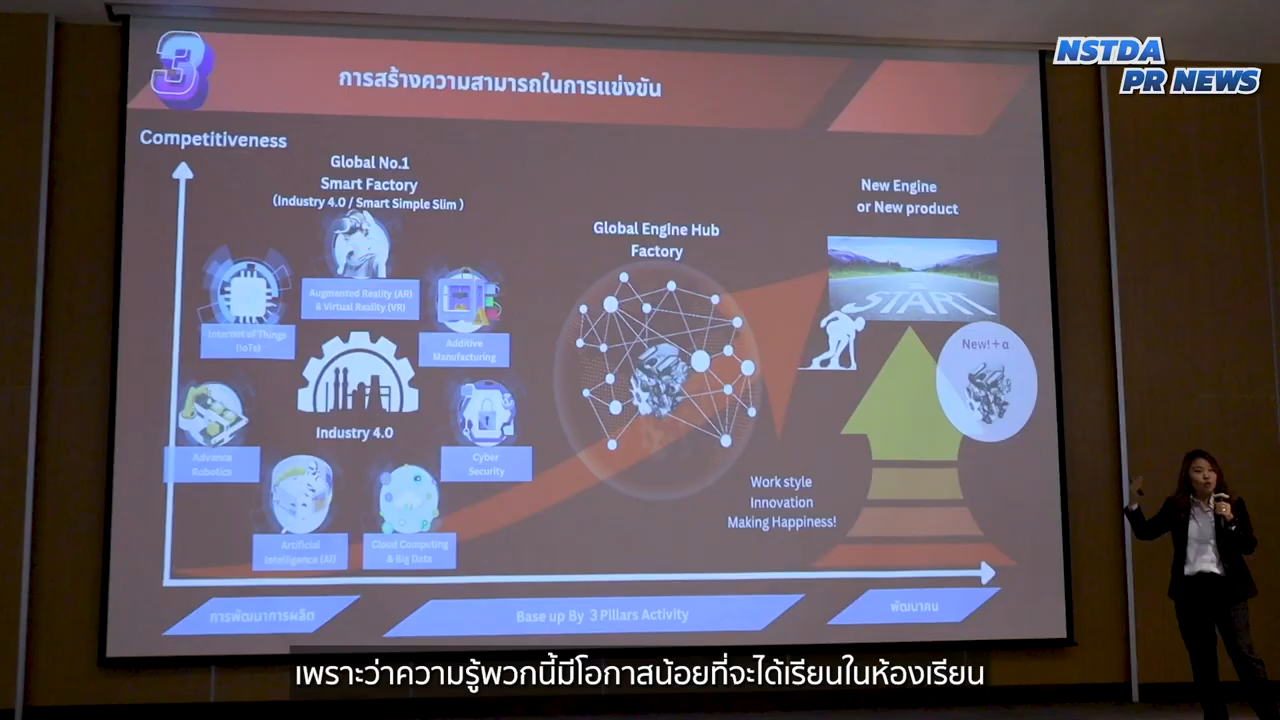 NSTDA
PR NEWS
3
การสร้างความสามารถในการแข่งขัน
Competitiveness
Global No.1
Smart Factory
(Industry 4.0 / Smart Simple Slim )
Augmented Reality (AR)
& Virtual Reality (VR)
Internet of Things
(IoTs)
Additive
Manufacturing
Industry 4.0
Advance
Robotics
Cyber
Security
Artificial
Intelligence (AI)
Cloud Computing
& Big Data
Global Engine Hub
Factory
New Engine
or New product
START
New!+α
Work style
Innovation
Making Happiness!
การพัฒนาการผลิต
Base up By 3 Pillars Activity
พัฒนาคน
เพราะว่าความรู้พวกนี้มีโอกาสน้อยที่จะได้เรียนในห้องเรียน